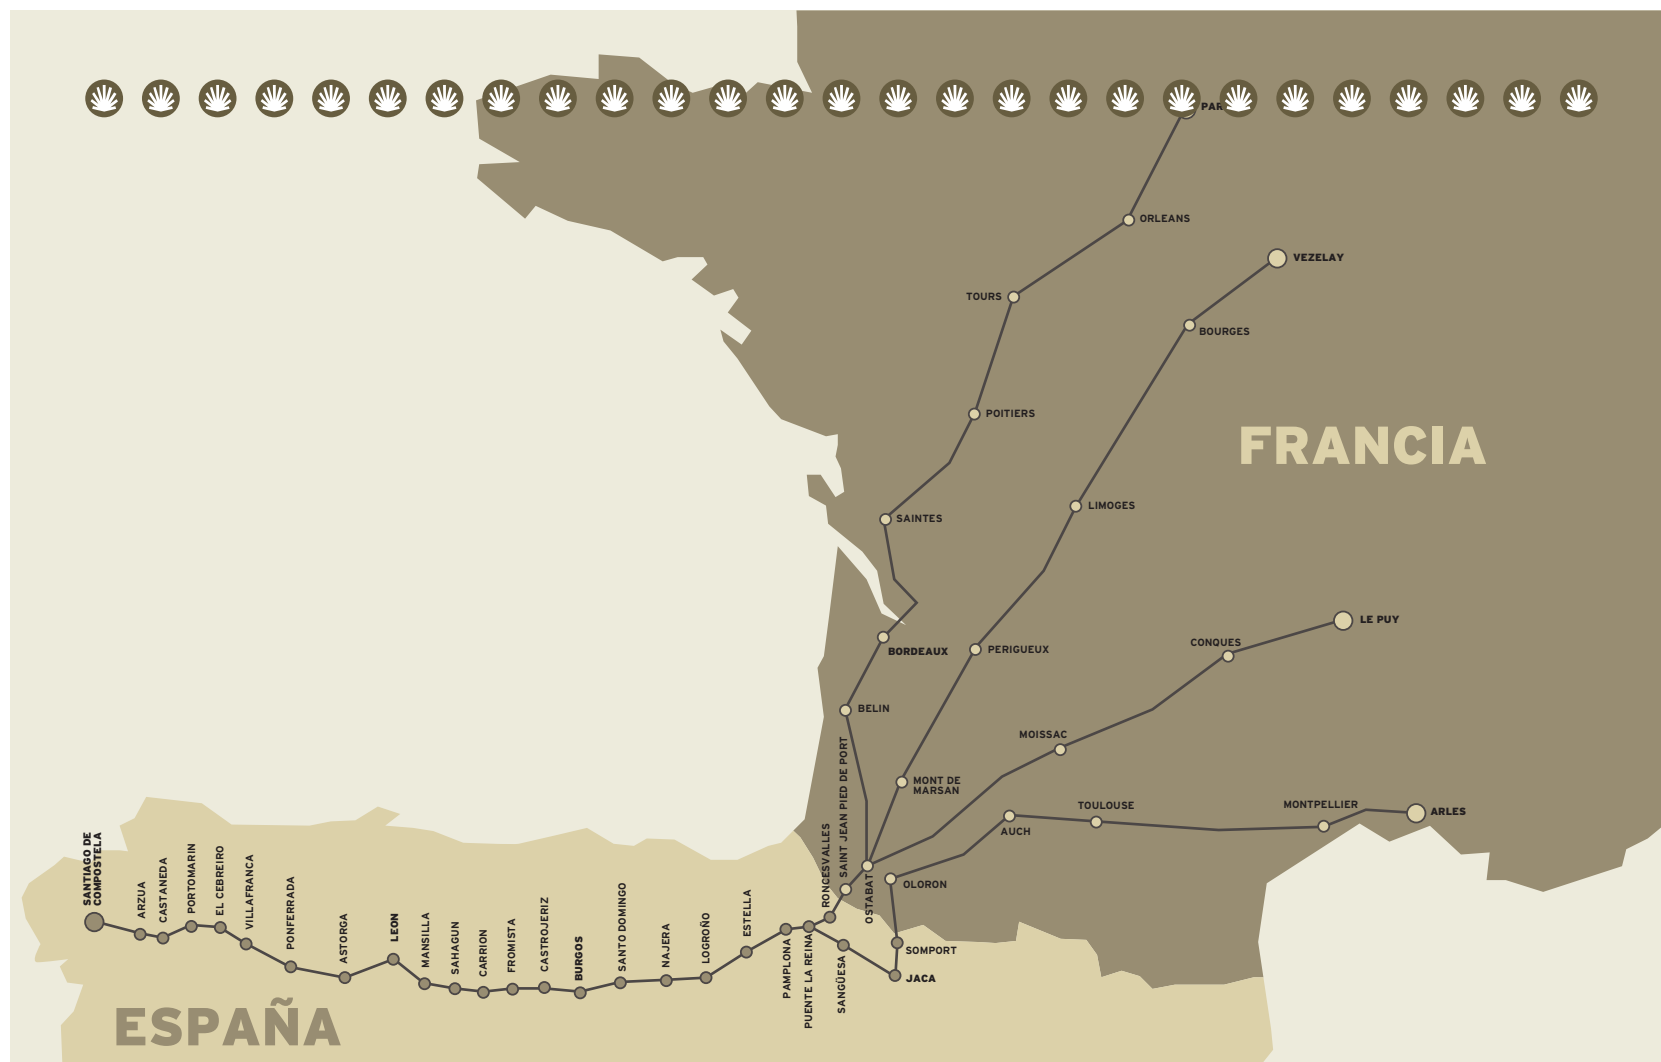 PAR
ORLEANS
VEZELAY
TOURS
BOURGES
POITIERS
FRANCIA
LIMOGES
SAINTES
LE PUY
CONQUES
BORDEAUX
PERIGUEUX
BELIN
MOISSAC
MONT DE
MARSAN
TOULOUSE
MONTPELLIER
ARLES
AUCH
OLORON
SOMPORT
JACA
SANTIAGO DE
COMPOSTELA
ARZUA
CASTANEDA
PORTOMARIN
EL CEBREIRO
VILLAFRANCA
PONFERRADA
ASTORGA
LEON
MANSILLA
SAHAGUN
CARRION
FROMISTA
CASTROJERIZ
BURGOS
SANTO DOMINGO
NAJERA
LOGROÑO
ESTELLA
PAMPLONA
PUENTE LA REINA
RONCESVALLES
SAINT JEAN PIED DE PORT
SANGÜESA
OSTABAT
ESPAÑA